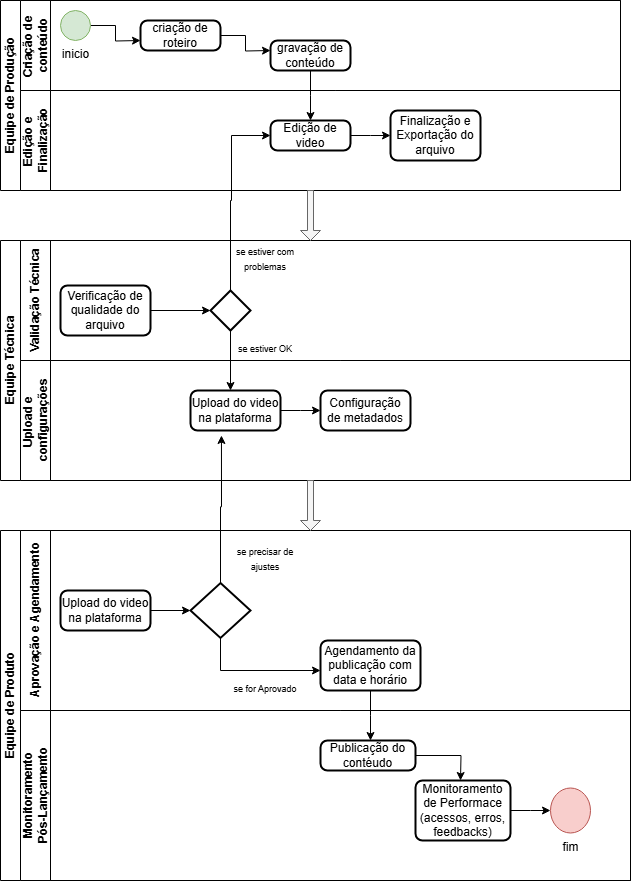 Equipe de Produção
Criação de
conteúdo
inicio
criação de
roteiro
gravação de
conteúdo
Edição e
Finalização
Edição de
video
Finalização e
Exportação do
arquivo
Equipe Técnica
Validação Técnica
se estiver com
problemas
Verificação de
qualidade do
arquivo
se estiver OK
Upload e
configurações
Upload do video
na plataforma
Configuração
de metadados
Equipe de Produto
Aprovação e Agendamento
se precisar de
ajustes
Upload do video
na plataforma
Agendamento da
publicação com
data e horário
se for Aprovado
Monitoramento
Pós-Lançamento
Publicação do
contéudo
Monitoramento
de Performace
(acessos, erros,
feedbacks)
fim